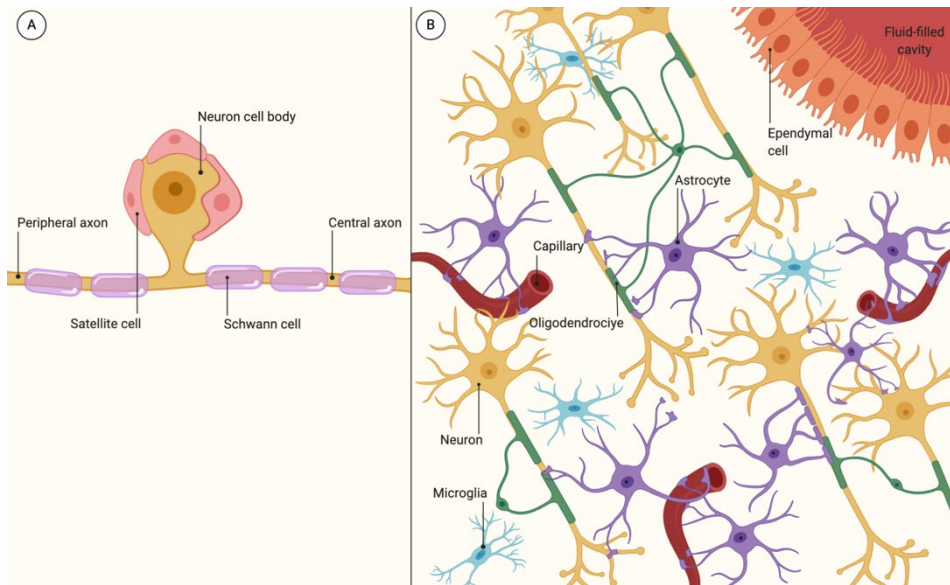 A
Neuron cell body
Peripheral axon
Central axon
Satellite cell
Schwann cell
B
Fluid-filled
cavity
Ependymal
cell
Astrocyte
Capillary
Oligodendrociye
Neuron
Microglia